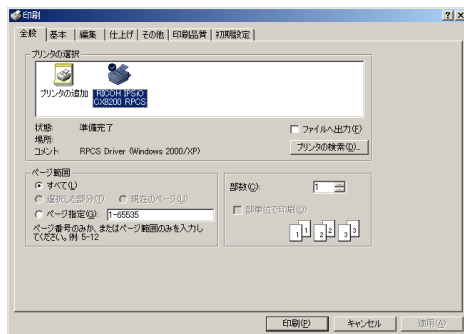 印刷
全般 基本 編集 仕上げ その他 印刷品質 初期設定
プリンタの選択
プリンタの追加 RICOH IPSiO
CX8200 RPCS
状態: 準備完了
場所:
コメント: RPCS Driver (Windows 2000/XP)
ファイルへ出力(F)
プリンタの検索(D)...
ページ範囲
すべて(L)
選択した部分(T) 現在のページ(U)
ページ指定(G): 1-65535
ページ番号のみか、またはページ範囲のみを入力し
てください。例: 5-12
部数(C): 1
部単位で印刷(O)
1 1 2 2 3 3
印刷(P) キャンセル 適用(A)